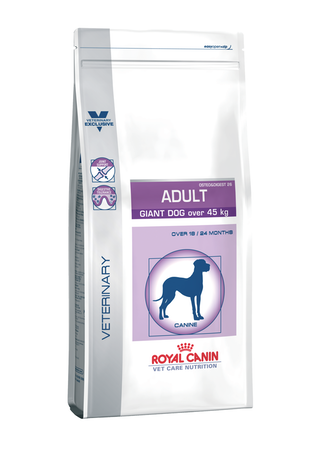 VETERINARY
EXCLUSIVE
ADULT
GIANT DOG over 45 kg
OVER 18 / 24 MONTHS
VETERINARY
CANINE
ROYAL CANIN
VET CARE NUTRITION